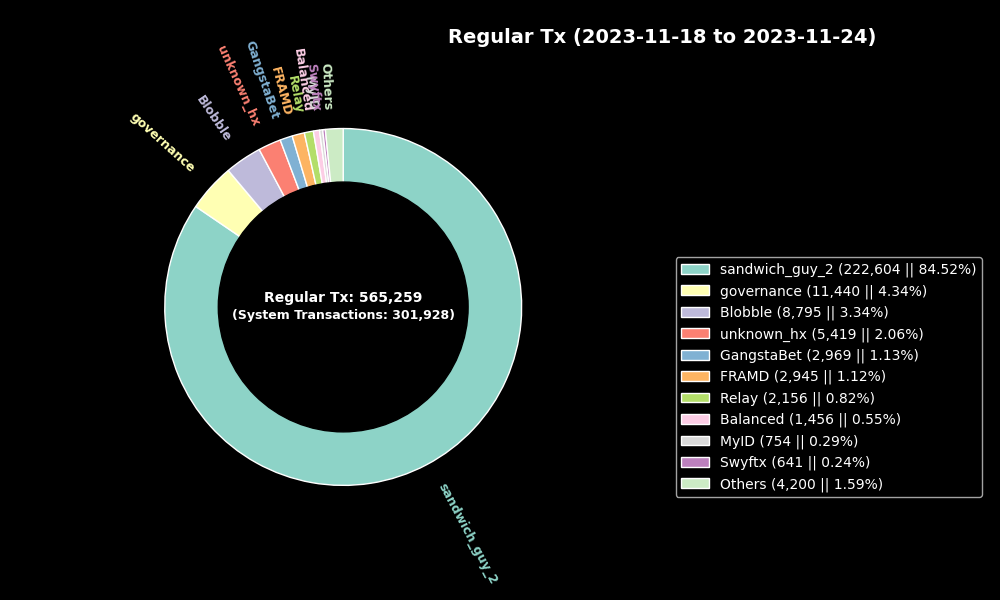 Regular Tx (2023-11-18 to 2023-11-24)
governance
Blobble
unknown_hx
GangstaBet
FRAMD
Relay
Balanced
MyID
Swyftx
Others
Regular Tx: 565,259
(System Transactions: 301,928)
sandwich_guy_2
sandwich_guy_2 (222,604 || 84.52%)
governance (11,440 || 4.34%)
Blobble (8,795 || 3.34%)
unknown_hx (5,419 || 2.06%)
GangstaBet (2,969 || 1.13%)
FRAMD (2,945 || 1.12%)
Relay (2,156 || 0.82%)
Balanced (1,456 || 0.55%)
MyID (754 || 0.29%)
Swyftx (641 || 0.24%)
Others (4,200 || 1.59%)